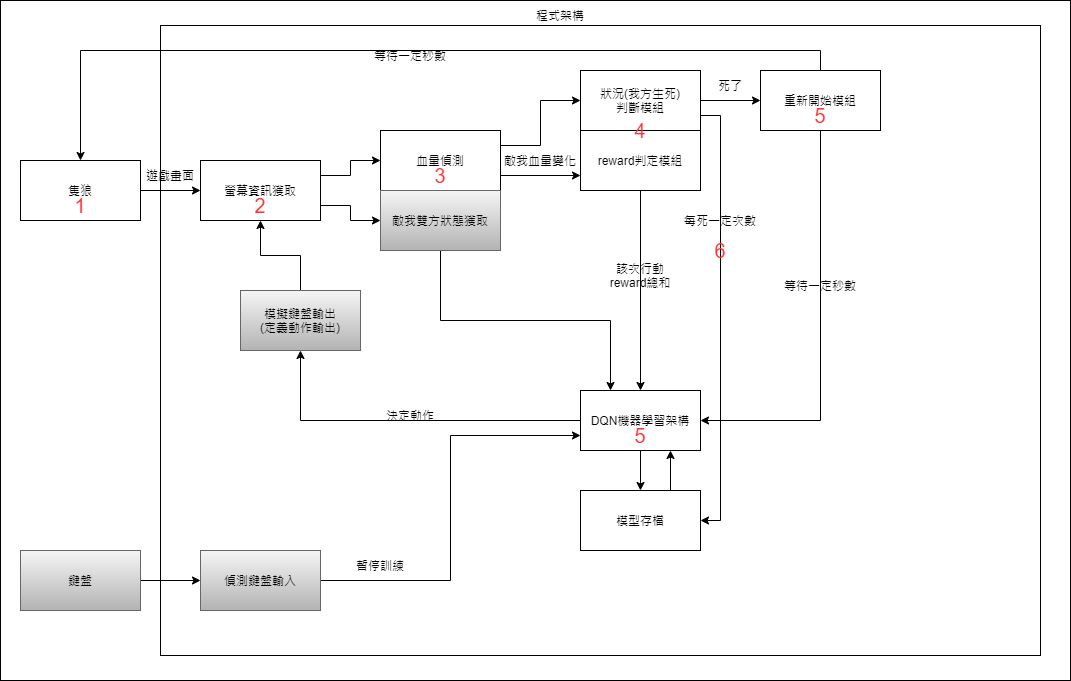 程式架構
等待一定秒數
狀況(我方生死)
判斷模組
4
死了
重新開始模組
5
血量偵測
3
敵我血量變化
reward判定模組
隻狼
1
遊戲畫面
螢幕資訊獲取
2
敵我雙方狀態獲取
每死一定次數
6
該次行動
reward總和
等待一定秒數
模擬鍵盤輸出
(定義動作輸出)
決定動作
DQN機器學習架構
5
模型存檔
鍵盤
偵測鍵盤輸入
暫停訓練